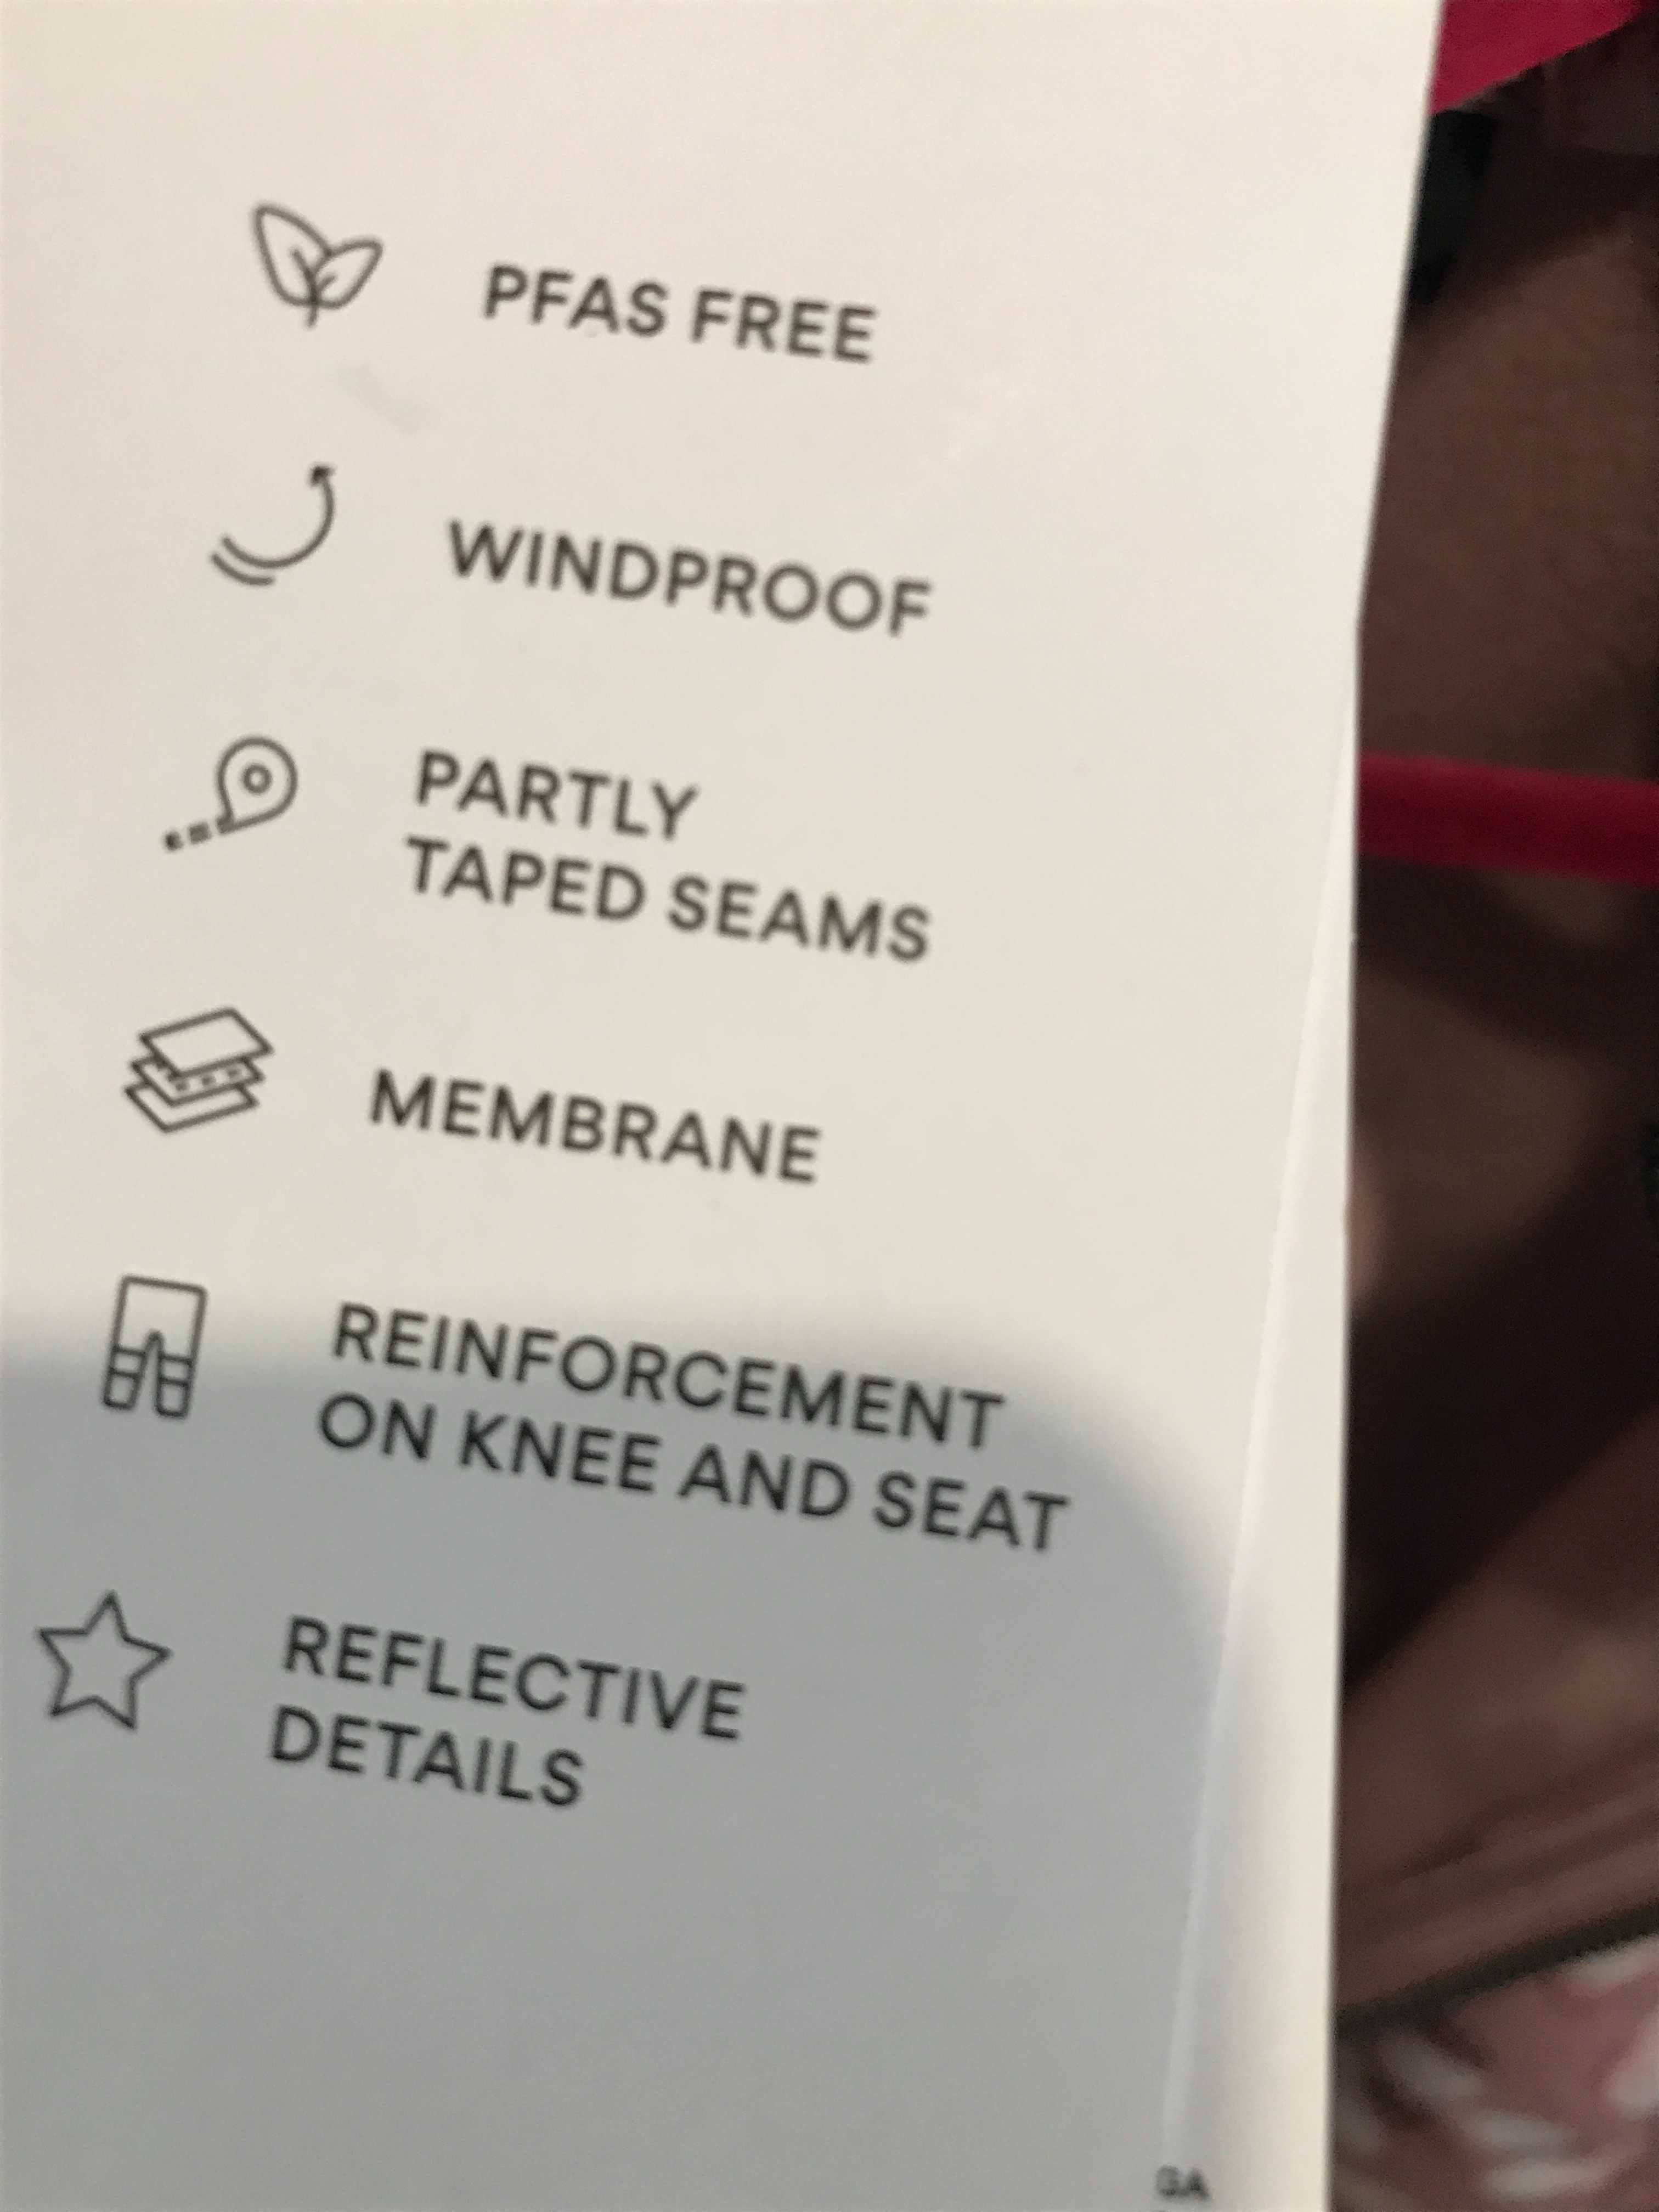 PFAS FREE
WINDPROOF
PARTLY
TAPED SEAMS
MEMBRANE
REINFORCEMENT
ON KNEE AND SEAT
REFLECTIVE
DETAILS